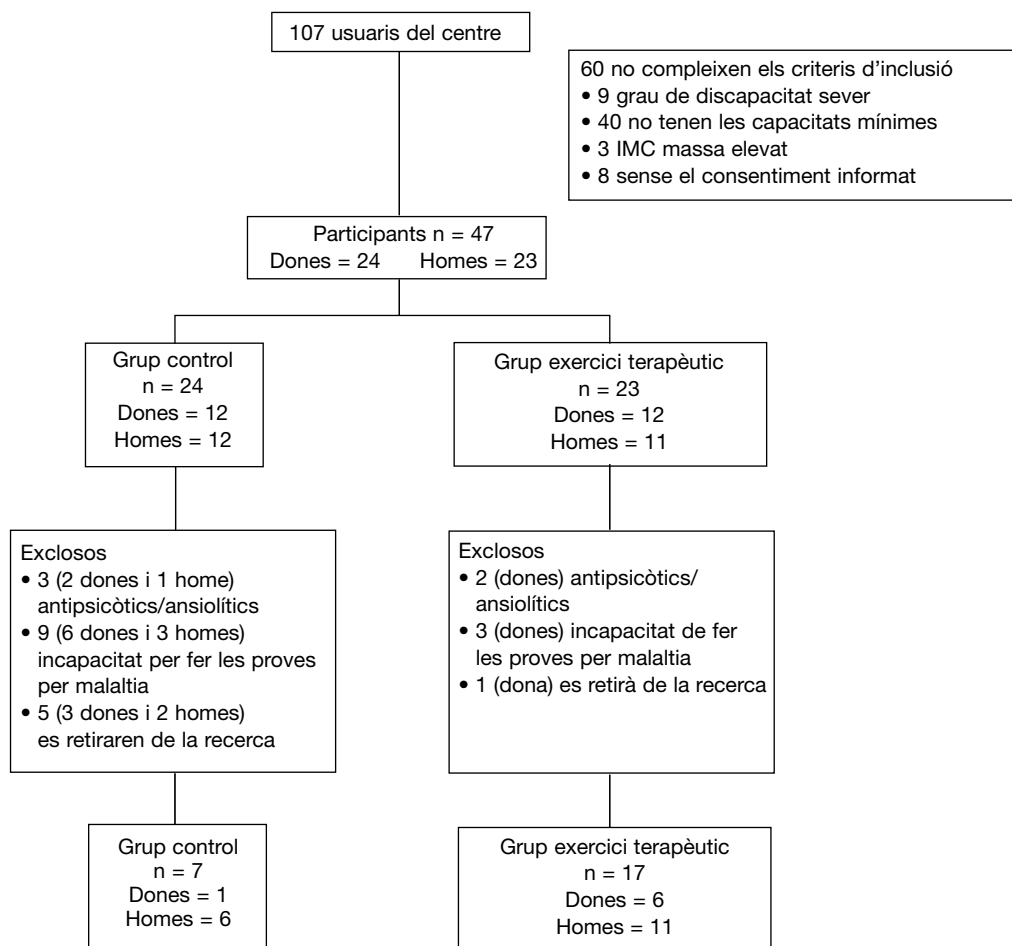 107 usuaris del centre
60 no compleixen els criteris d’inclusió
• 9 grau de discapacitat sever
• 40 no tenen les capacitats mínimes
• 3 IMC massa elevat
• 8 sense el consentiment informat
Participants n = 47
Dones = 24 Homes = 23
Grup control
n = 24
Dones = 12
Homes = 12
Grup exercici terapèutic
n = 23
Dones = 12
Homes = 11
Exclosos
• 3 (2 dones i 1 home)
antipsicòtics/ansiolítics
• 9 (6 dones i 3 homes)
incapacitat per fer les proves
per malaltia
• 5 (3 dones i 2 homes)
es retiraren de la recerca
Exclosos
• 2 (dones) antipsicòtics/
ansiolítics
• 3 (dones) incapacitat de fer
les proves per malaltia
• 1 (dona) es retirà de la recerca
Grup control
n = 7
Dones = 1
Homes = 6
Grup exercici terapèutic
n = 17
Dones = 6
Homes = 11